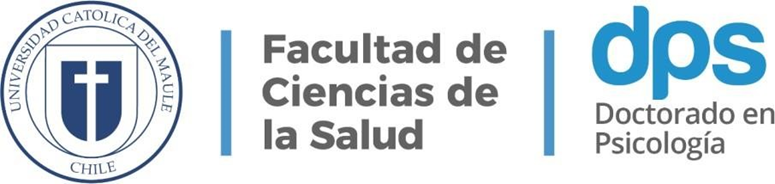 UNIVERSIDAD CATOLICA DEL MAULE
CHILE
Facultad de
Ciencias de
la Salud
dps
Doctorado en
Psicología